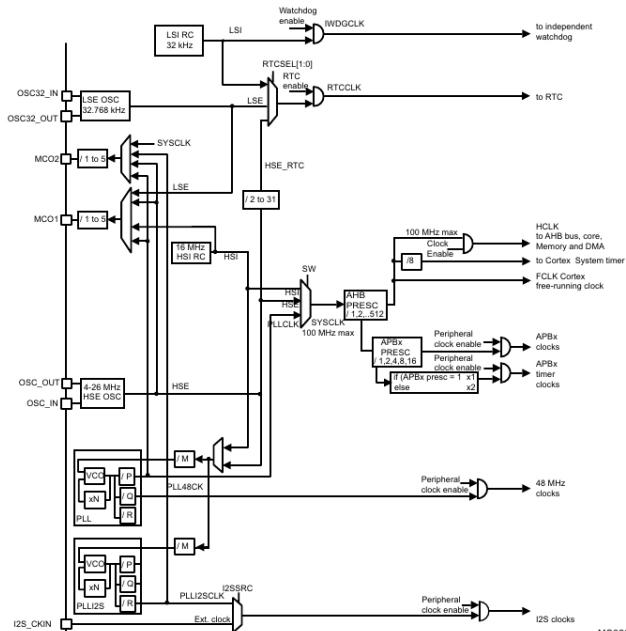 Watchdog
enable
IWDGCLK
LSI
LSI RC
32 kHz
to independent
watchdog
RTCSEL[1:0]
RTC
enable
RTCCLK
to RTC
OSC32_IN
OSC32_OUT
LSE OSC
32.768 kHz
LSE
SYSCLK
MCO2
/ 1 to 5
HSE_RTC
LSE
/ 2 to 31
MCO1
/ 1 to 5
16 MHz
HSI RC
HSI
100 MHz max
Clock
Enable
HCLK
to AHB bus, core,
Memory and DMA
/8
to Cortex System timer
FCLK Cortex
free-running clock
SW
HSI
HSE
PLLCLK
SYSCLK
100 MHz max
AHB
PRESC
/ 1,2,..512
APBx
PRESC
/ 1,2,4,8,16
Peripheral
clock enable
APBx
clocks
Peripheral
clock enable
if (APBx presc = 1 x1
else x2
APBx
timer
clocks
OSC_OUT
OSC_IN
4-26 MHz
HSE OSC
HSE
/ M
VCO
xN
/ P
/ Q
/ R
PLL
PLL48CK
Peripheral
clock enable
48 MHz
clocks
/ M
VCO
xN
/ P
/ Q
/ R
PLLI2S
PLLI2SCLK
I2SSRC
Ext. clock
I2S_CKIN
Peripheral
clock enable
I2S clocks